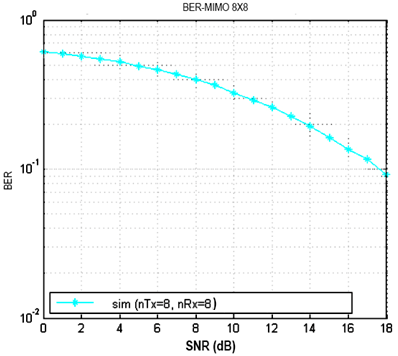 BER-MIMO 8X8
10^0
10^-1
10^-2
BER
sim (nTx=8, nRx=8)
0 2 4 6 8 10 12 14 16 18
SNR (dB)